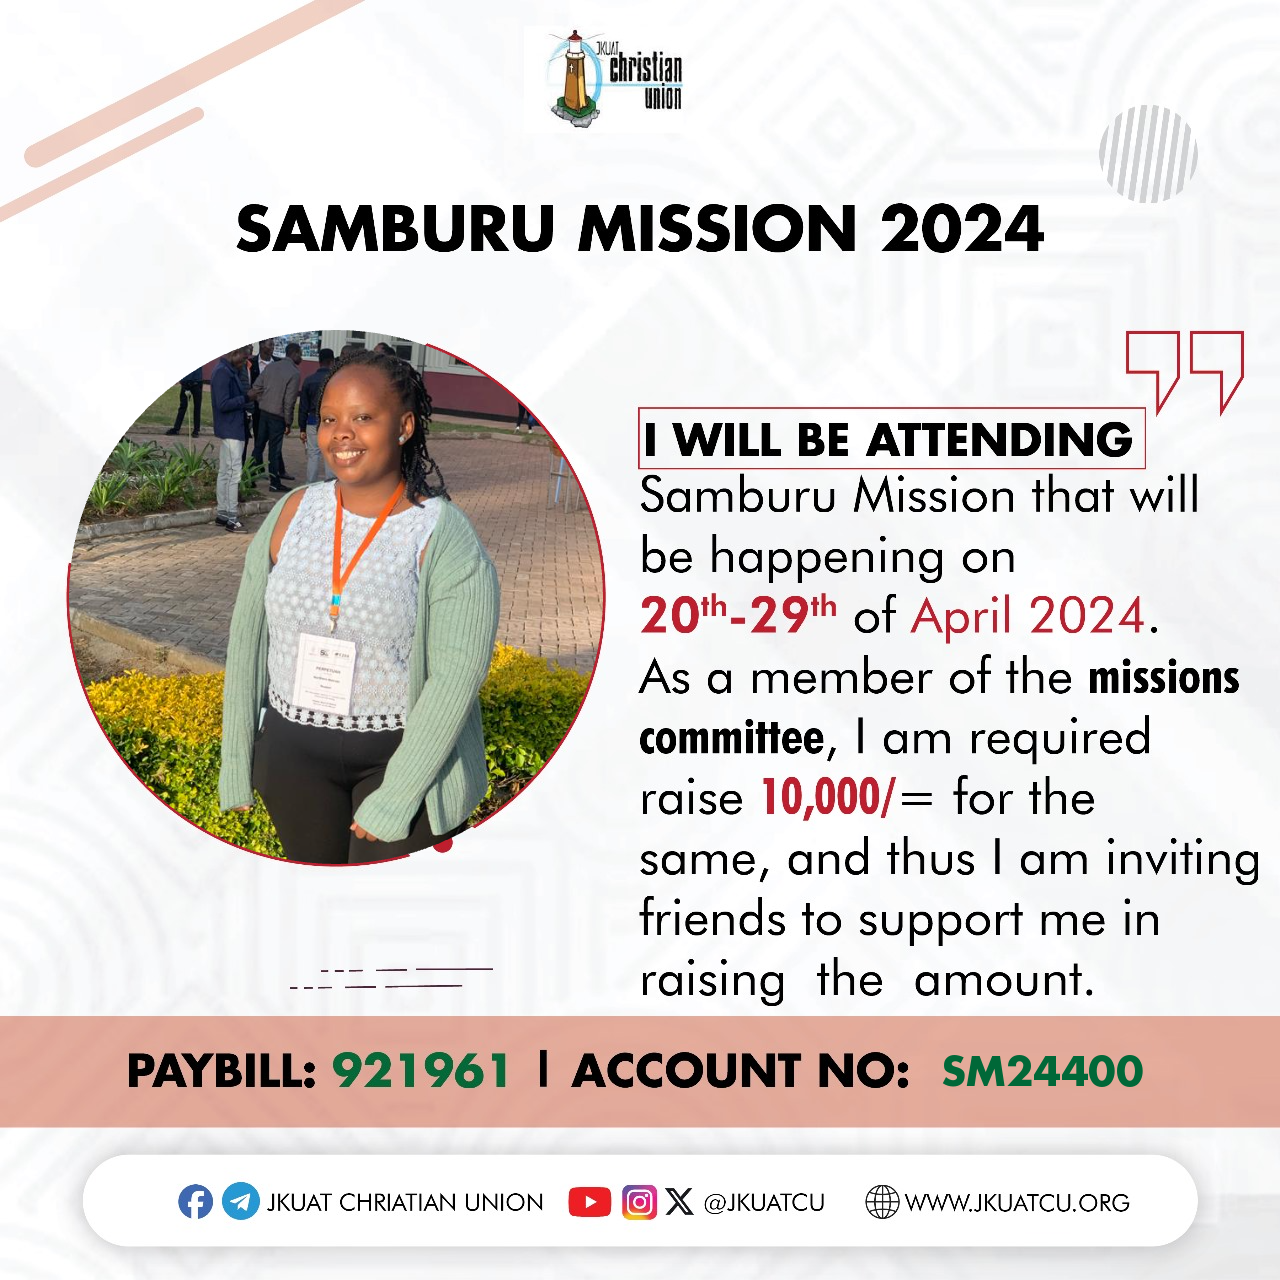 JKUAT
christian
union
SAMBURU MISSION 2024
I WILL BE ATTENDING
Samburu Mission that will
be happening on
20th-29th of April 2024.
As a member of the missions
committee, I am required
raise 10,000/= for the
same, and thus I am inviting
friends to support me in
raising the amount.
PAYBILL: 921961 | ACCOUNT NO: SM24400
JKUAT CHRIATIAN UNION @JKUATCU WWW.JKUATCU.ORG